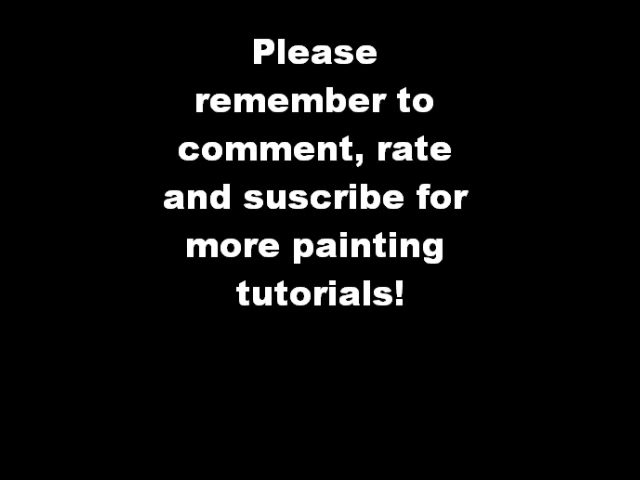 Please
remember to
comment, rate
and suscribe for
more painting
tutorials!